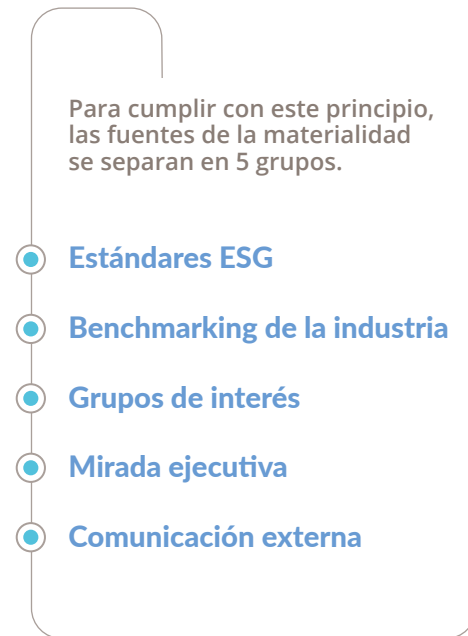 Para cumplir con este principio,
las fuentes de la materialidad
se separan en 5 grupos.
Estándares ESG
Benchmarking de la industria
Grupos de interés
Mirada ejecutiva
Comunicación externa